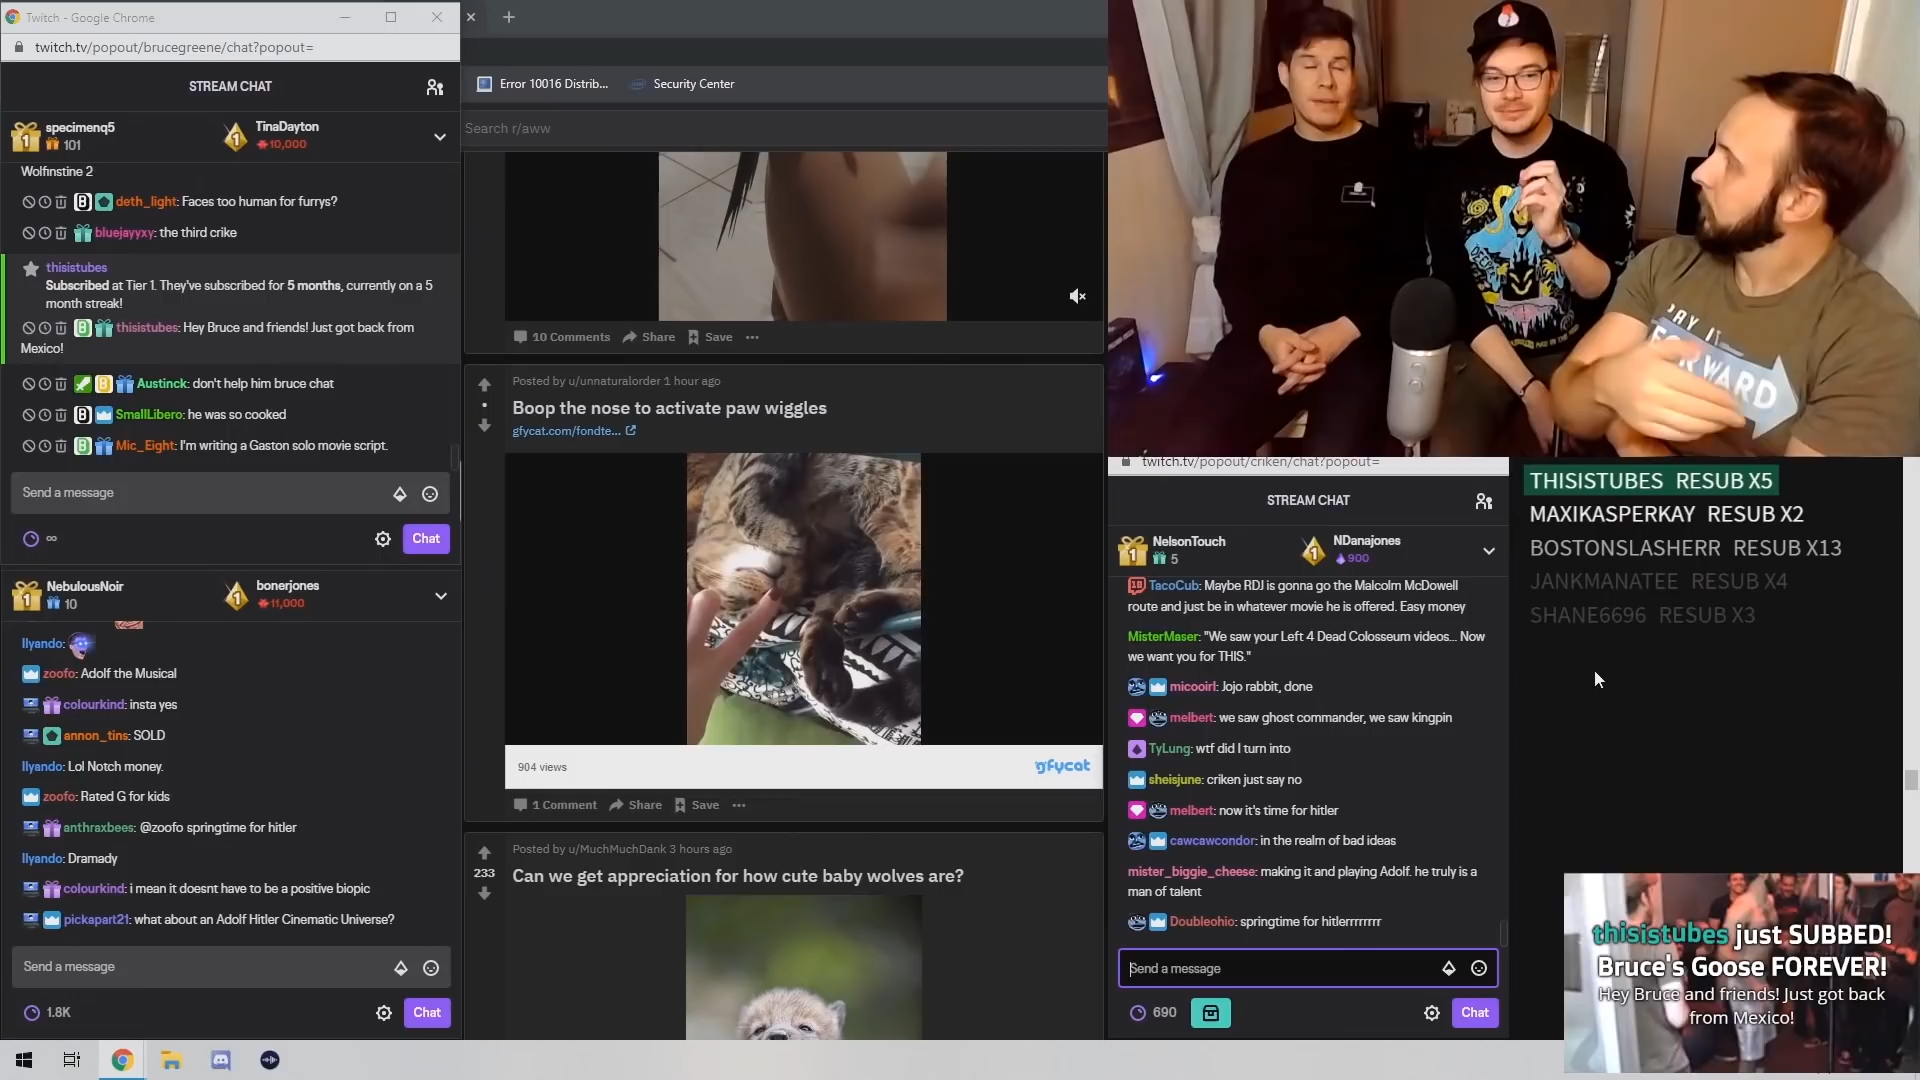 Twitch - Google Chrome
twitch.tv/popout/brucegreene/chat?popout=
STREAM CHAT
1 specimenq5 101
1 TinaDayton 10,000
Wolfinstine 2
deth_light: Faces too human for furrys?
bluejayyxy: the third crike
thisistubes
Subscribed at Tier 1. They've subscribed for 5 months, currently on a 5
month streak!
thisistubes: Hey Bruce and friends! Just got back from
Mexico!
Austinck: don't help him bruce chat
SmallLibero: he was so cooked
Mic_Eight: I'm writing a Gaston solo movie script.
Send a message
∞
Chat
1 NebulousNoir 10
1 bonerjones 11,000
llyando:
zoofo: Adolf the Musical
colourkind: insta yes
annon_tins: SOLD
llyando: Lol Notch money.
zoofo: Rated G for kids
anthraxbees: @zoofo springtime for hitler
llyando: Dramady
colourkind: i mean it doesnt have to be a positive biopic
pickapart21: what about an Adolf Hitler Cinematic Universe?
Send a message
1.8K
Chat
Error 10016 Distrib...
Security Center
Search r/aww
10 Comments Share Save ...
Posted by u/unnaturalorder 1 hour ago
Boop the nose to activate paw wiggles
gfycat.com/fondte...
904 views
gfycat
1 Comment Share Save ...
Posted by u/MuchMuchDank 3 hours ago
233
Can we get appreciation for how cute baby wolves are?
PAY IT
FORWARD
twitch.tv/popout/criken/chat?popout=
STREAM CHAT
1 NelsonTouch 5
1 NDanajones 900
TacoCub: Maybe RDJ is gonna go the Malcolm McDowell
route and just be in whatever movie he is offered. Easy money
MisterMaser: "We saw your Left 4 Dead Colosseum videos... Now
we want you for THIS."
micooirl: Jojo rabbit, done
melbert: we saw ghost commander, we saw kingpin
TyLung: wtf did I turn into
sheisjune: criken just say no
melbert: now it's time for hitler
cawcawcondor: in the realm of bad ideas
mister_biggie_cheese: making it and playing Adolf. he truly is a
man of talent
Doubleohio: springtime for hitlerrrrrrrr
Send a message
690
Chat
THISISTUBES RESUB X5
MAXIKASPERKAY RESUB X2
BOSTONSLASHERR RESUB X13
JANKMANATEE RESUB X4
SHANE6696 RESUB X3
thisistubes just SUBBED!
Bruce's Goose FOREVER!
Hey Bruce and friends! Just got back
from Mexico!